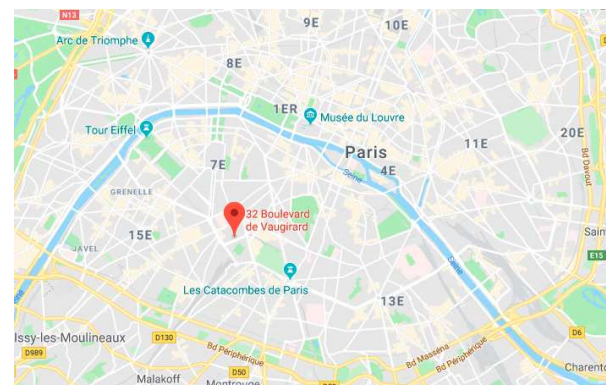 N13
9E
10E
Arc de Triomphe
8E
1ER
Musée du Louvre
Tour Eiffel
Paris
11E
20E
Bd Davout
7E
4E
Seine
GRENELLE
32 Boulevard
de Vaugirard
15E
JAVEL
Sain
E15
Seine
Les Catacombes de Paris
13E
Issy-les-Moulineaux
D130
D6
D989
Bd Périphérique
Bd Masséna
Bd Périphérique
D50
Charento
Malakoff
Montrouge